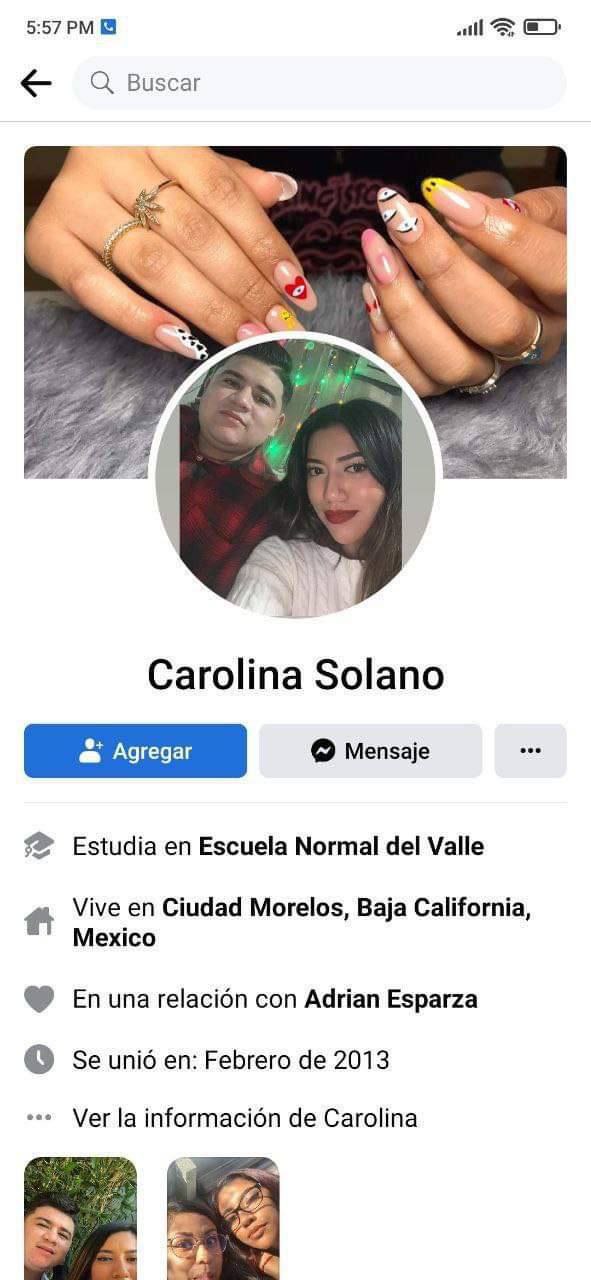 5:57 PM
Buscar
Carolina Solano
Agregar
Mensaje
Estudia en Escuela Normal del Valle
Vive en Ciudad Morelos, Baja California,
Mexico
En una relación con Adrian Esparza
Se unió en: Febrero de 2013
Ver la información de Carolina